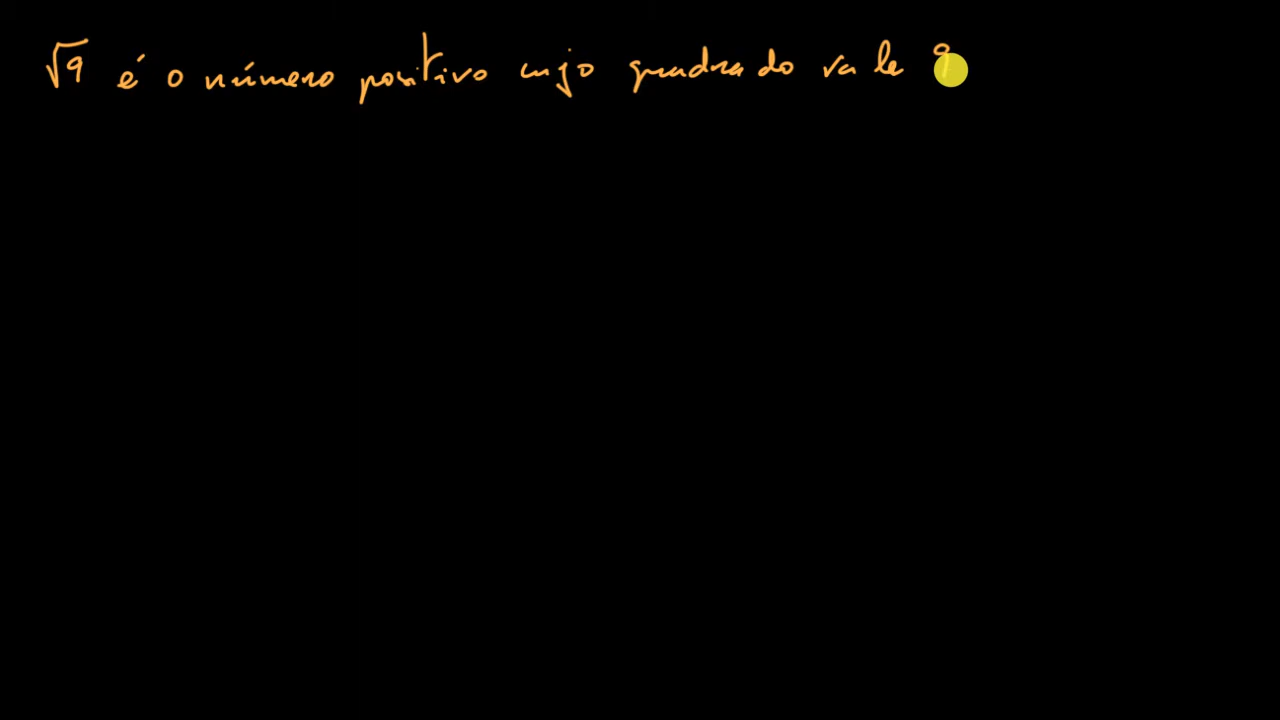 √9 é o número positivo cujo quadrado vale 9